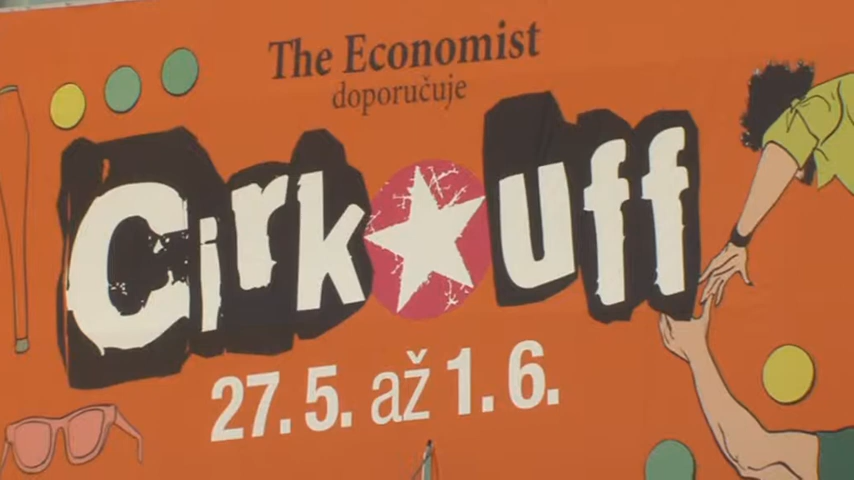 The Economist
doporučuje
Cirk uff
27. 5. až 1. 6.